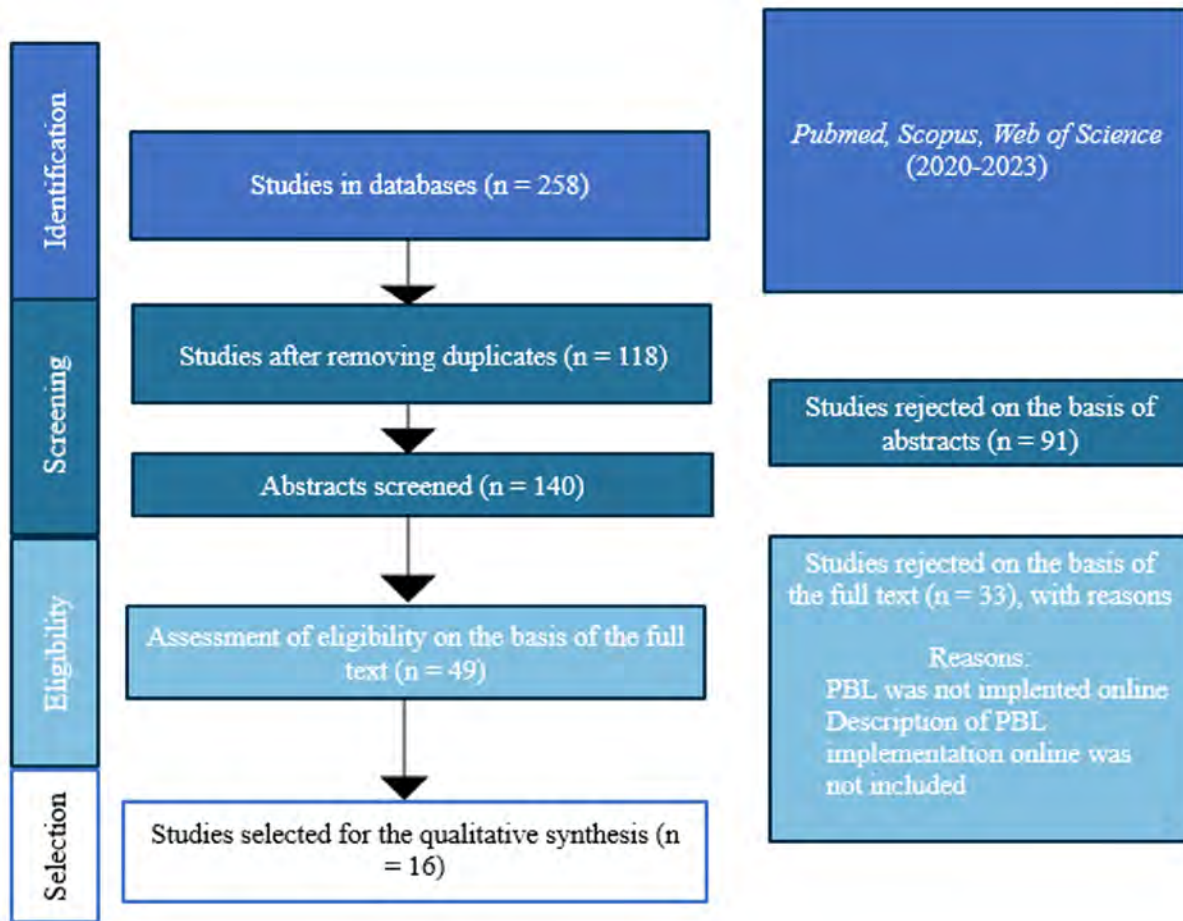 Identification
Studies in databases (n = 258)
Pubmed, Scopus, Web of Science
(2020-2023)
Screening
Studies after removing duplicates (n = 118)
Abstracts screened (n = 140)
Studies rejected on the basis of
abstracts (n = 91)
Eligibility
Assessment of eligibility on the basis of the full
text (n = 49)
Studies rejected on the basis of
the full text (n = 33), with reasons
Reasons:
PBL was not implented online
Description of PBL
implementation online was
not included
Selection
Studies selected for the qualitative synthesis (n
= 16)